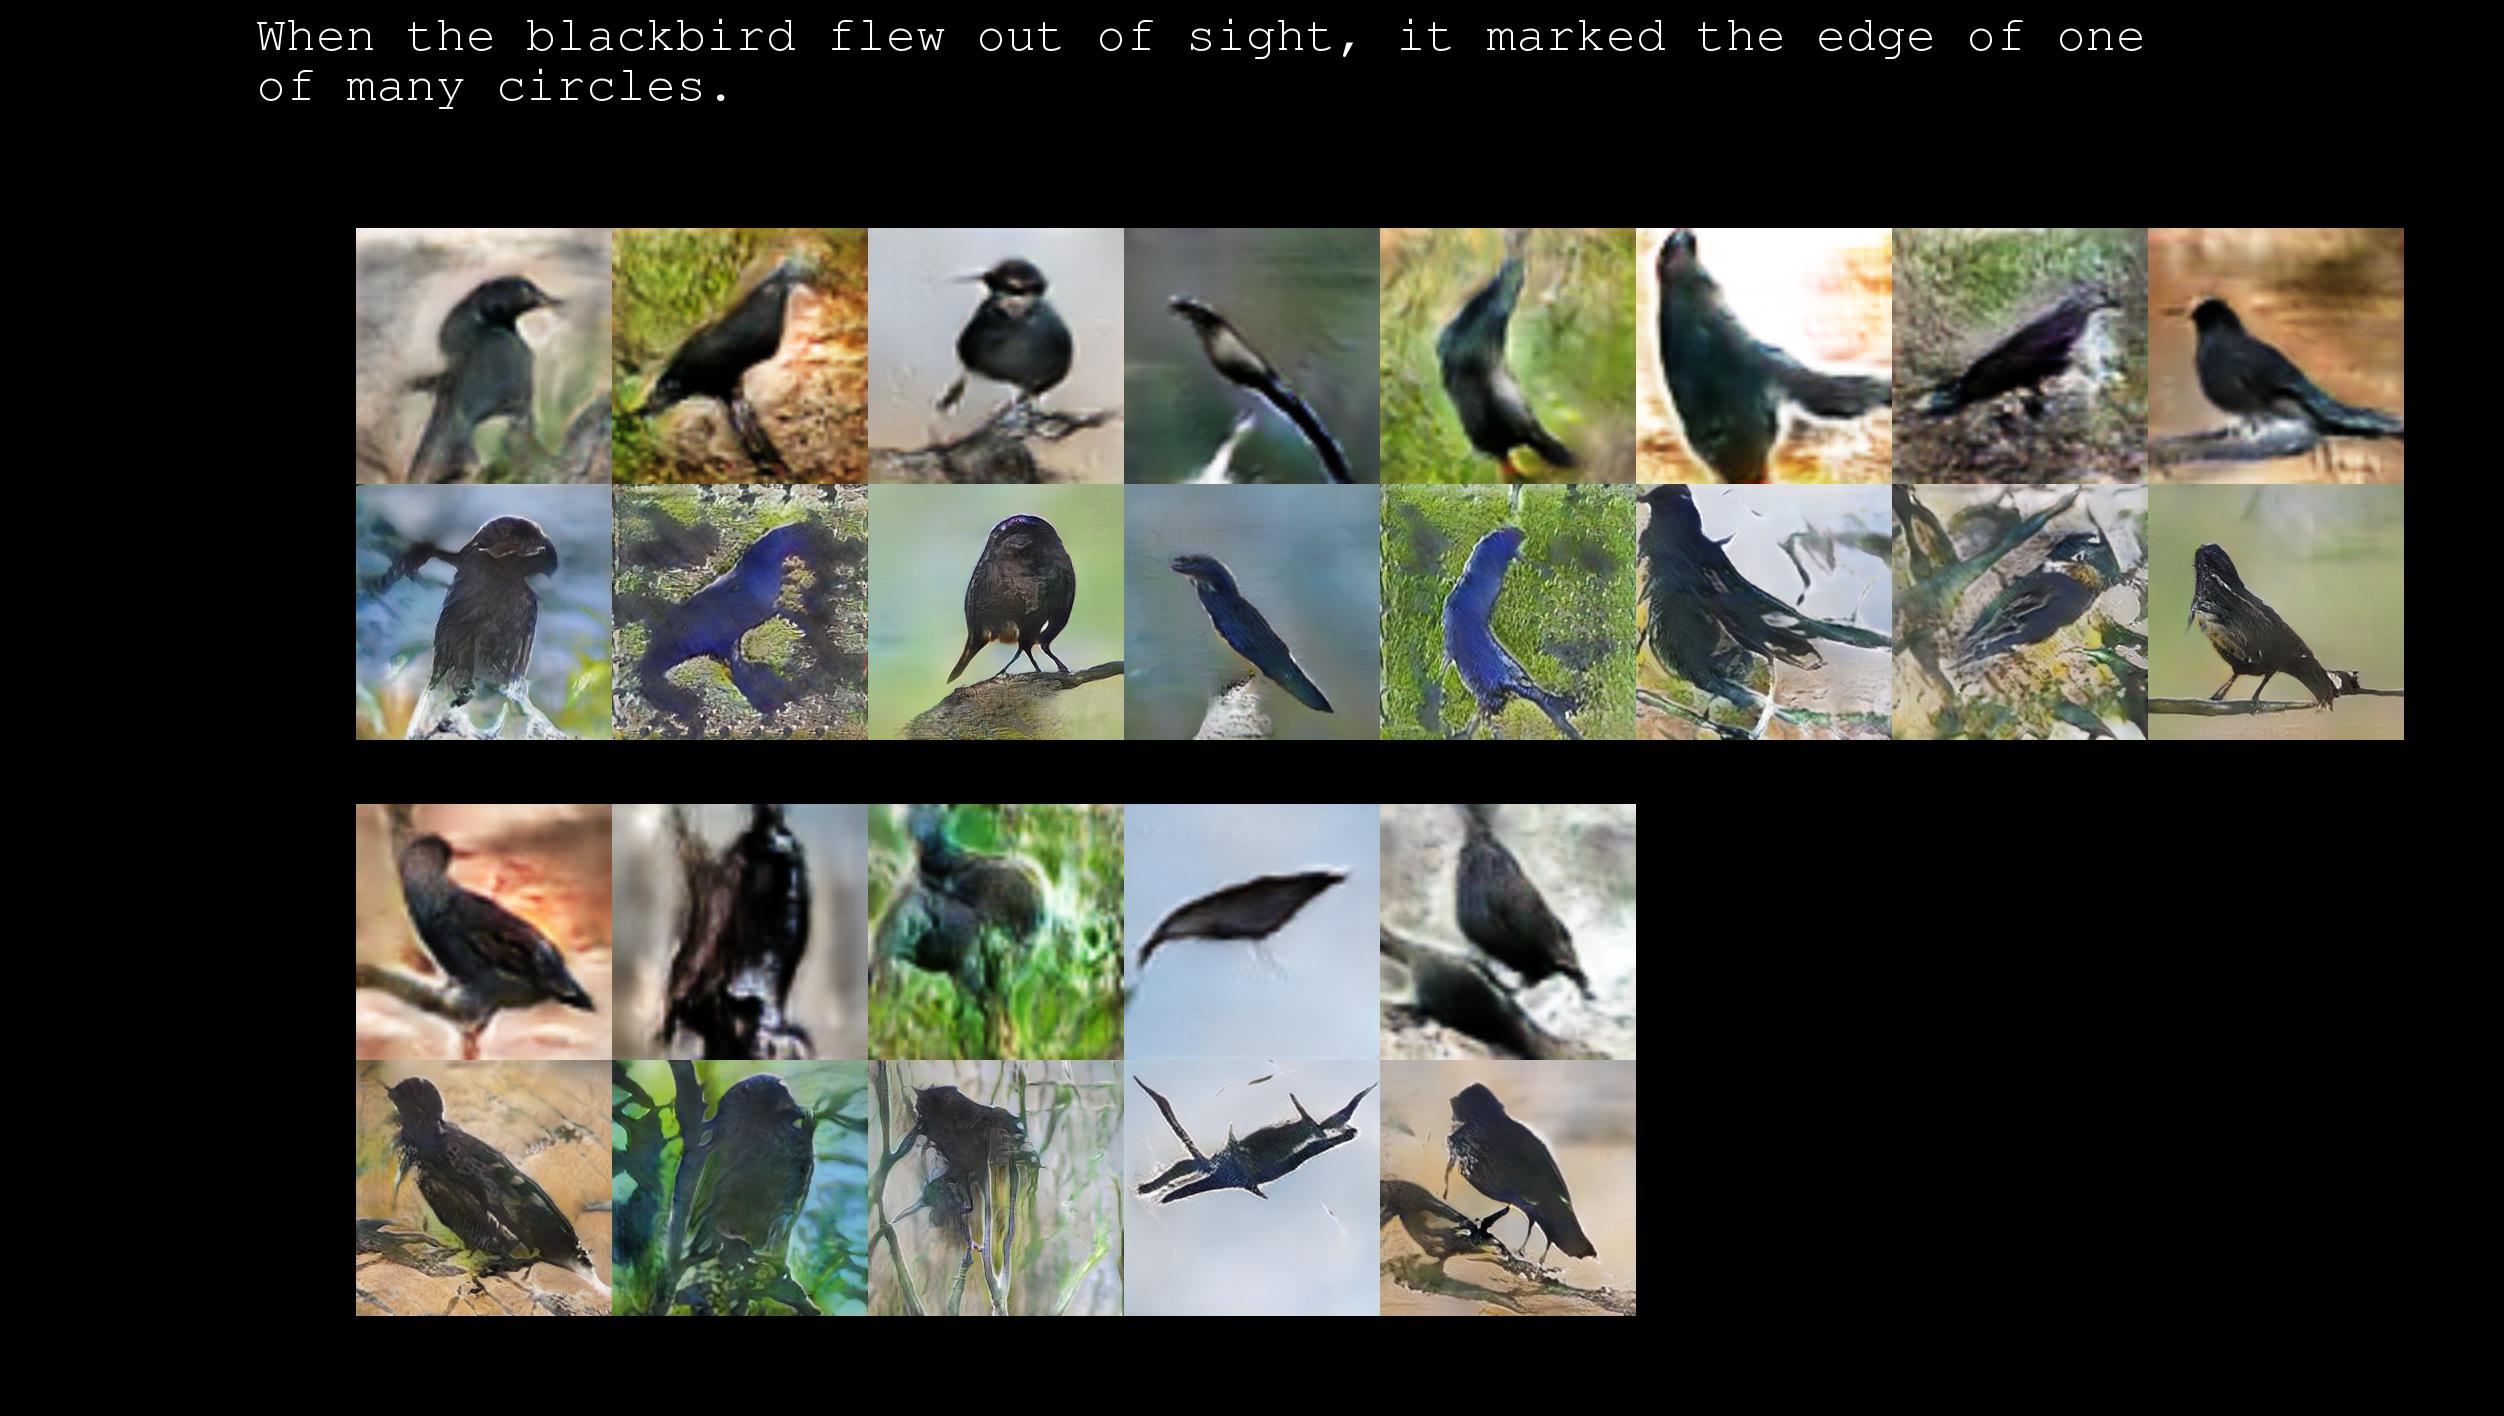 When the blackbird flew out of sight, it marked the edge of one
of many circles.